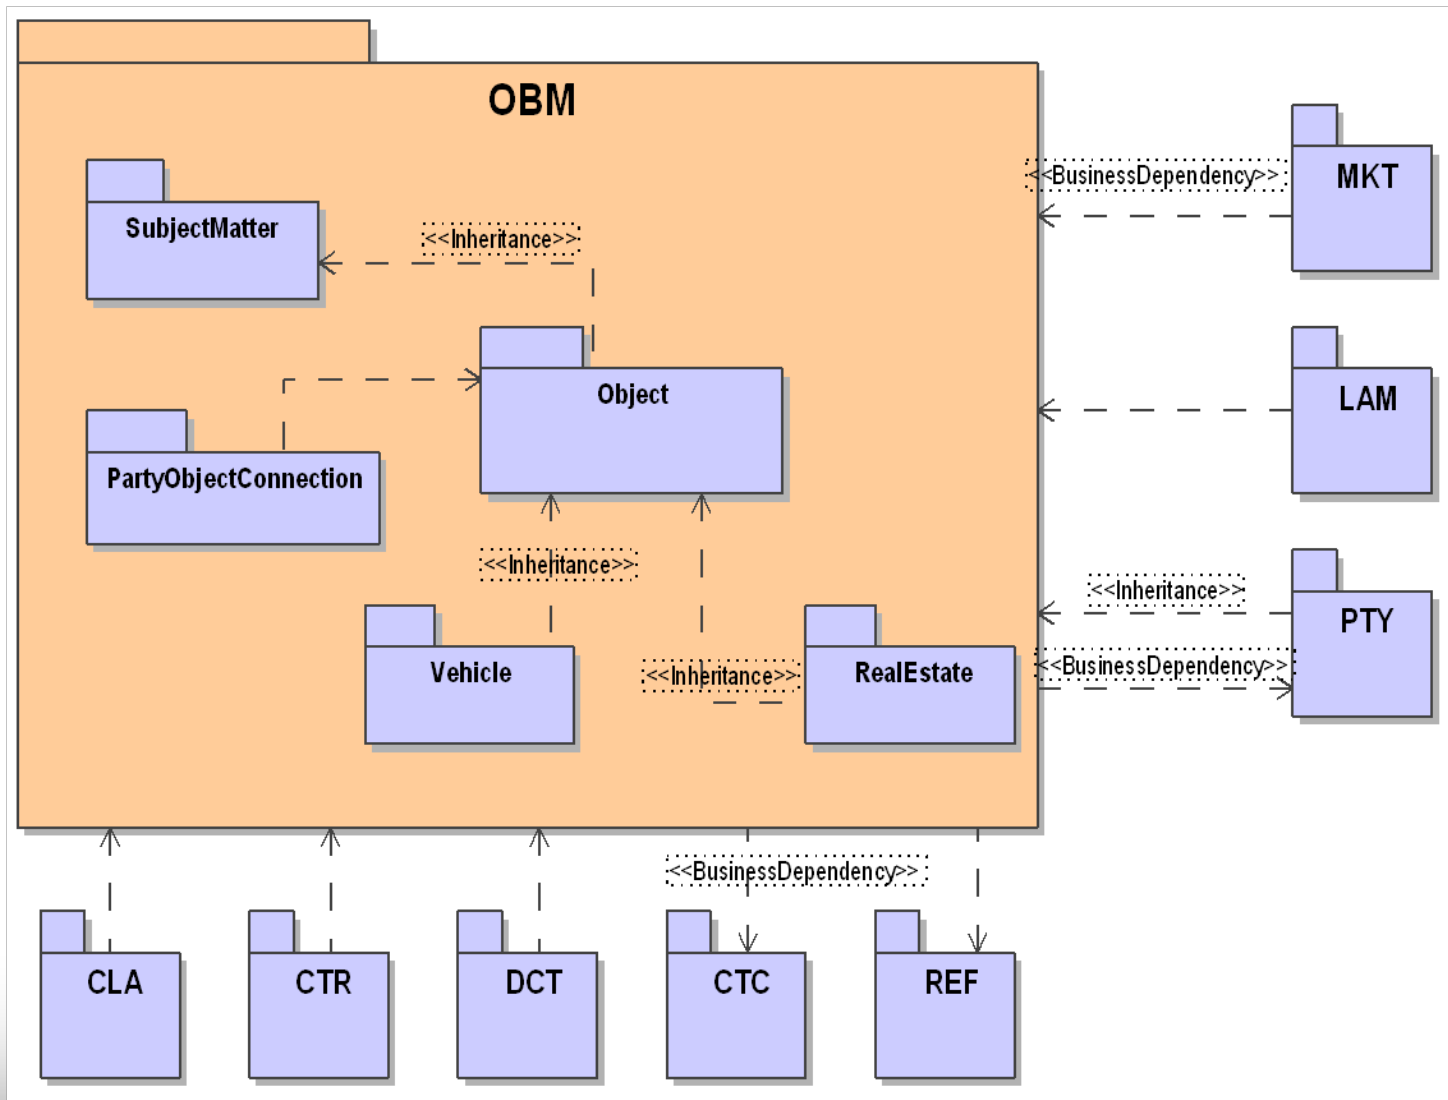 OBM
<<BusinessDependency>>
MKT
SubjectMatter
<<Inheritance>>
Object
LAM
PartyObjectConnection
<<Inheritance>>
<<Inheritance>>
PTY
<<BusinessDependency>>
Vehicle
<<Inheritance>>
RealEstate
<<BusinessDependency>>
CLA
CTR
DCT
CTC
REF